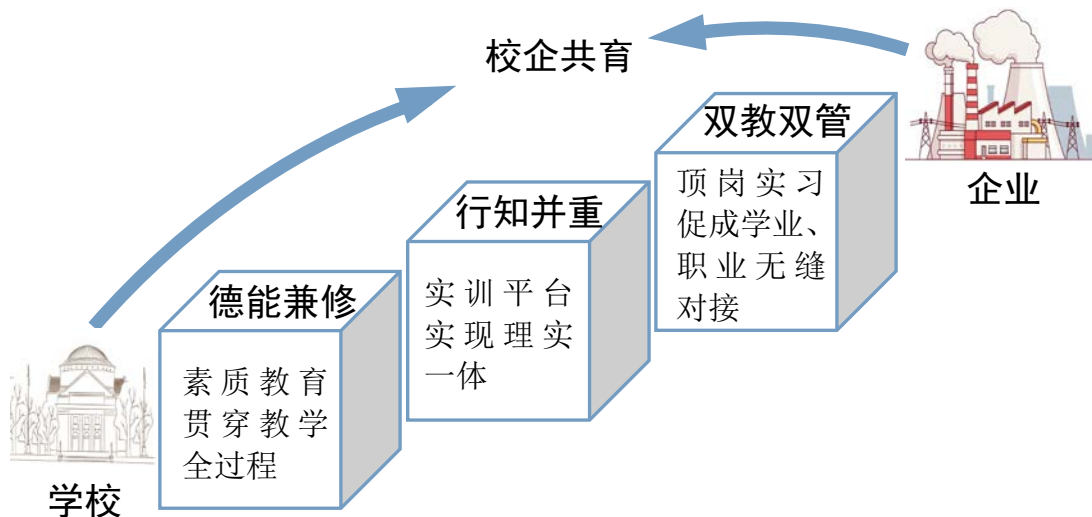 校企共育
双教双管
顶岗实习
促成学业、
职业无缝
对接
企业
行知并重
实训平台
实现理实
一体
德能兼修
素质教育
贯穿教学
全过程
学校